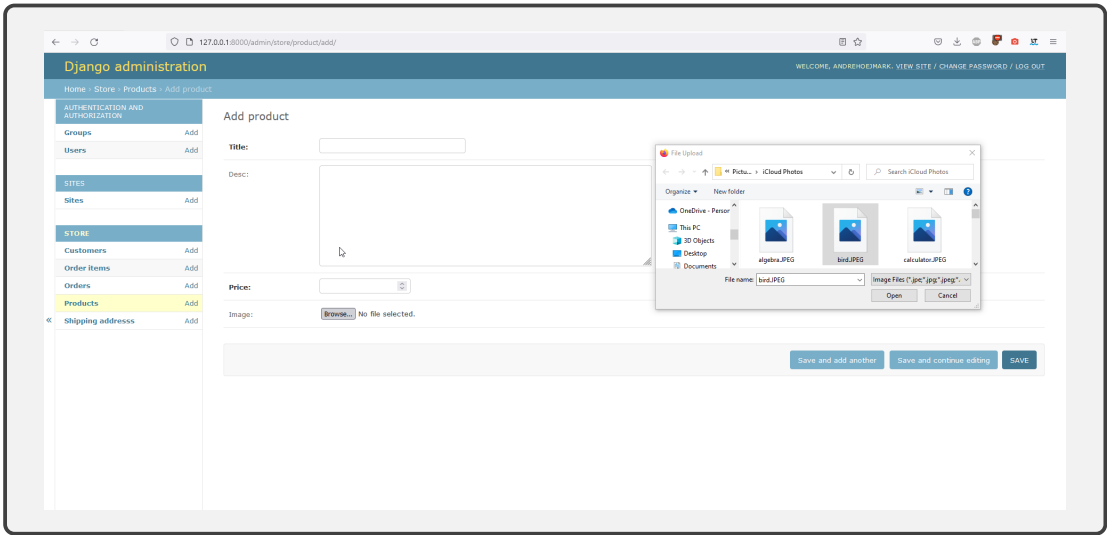 127.0.0.1:8000/admin/store/product/add/
Django administration
WELCOME, ANDREHOEJMARK. VIEW SITE / CHANGE PASSWORD / LOG OUT
Home › Store › Products › Add product
AUTHENTICATION AND
AUTHORIZATION
Groups Add
Users Add
SITES
Sites Add
STORE
Customers Add
Order items Add
Orders Add
Products Add
Shipping addresss Add
«
Add product
Title:
Desc:
Price:
Image: Browse... No file selected.
Save and add another Save and continue editing SAVE
File Upload
« Pictu... › iCloud Photos Search iCloud Photos
Organize New folder
OneDrive - Person
This PC
3D Objects
Desktop
Documents
algebra.JPEG bird.JPEG calculator.JPEG
File name: bird.JPEG Image Files (*.jpe;*.jpg;*.jpeg;*.
Open Cancel